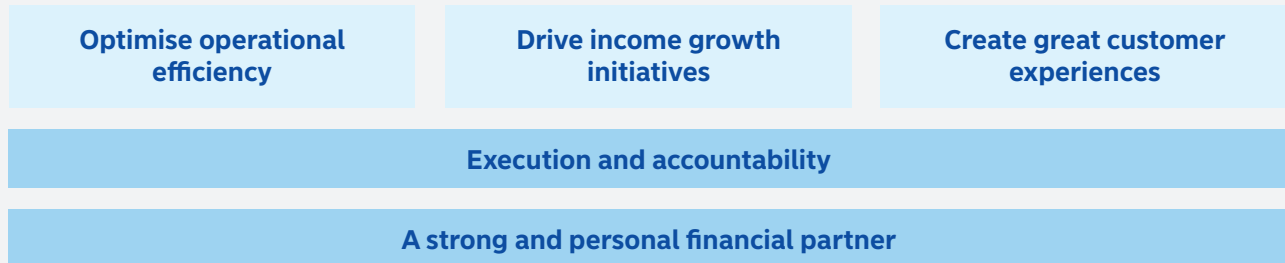 Optimise operational
efficiency
Drive income growth
initiatives
Create great customer
experiences
Execution and accountability
A strong and personal financial partner